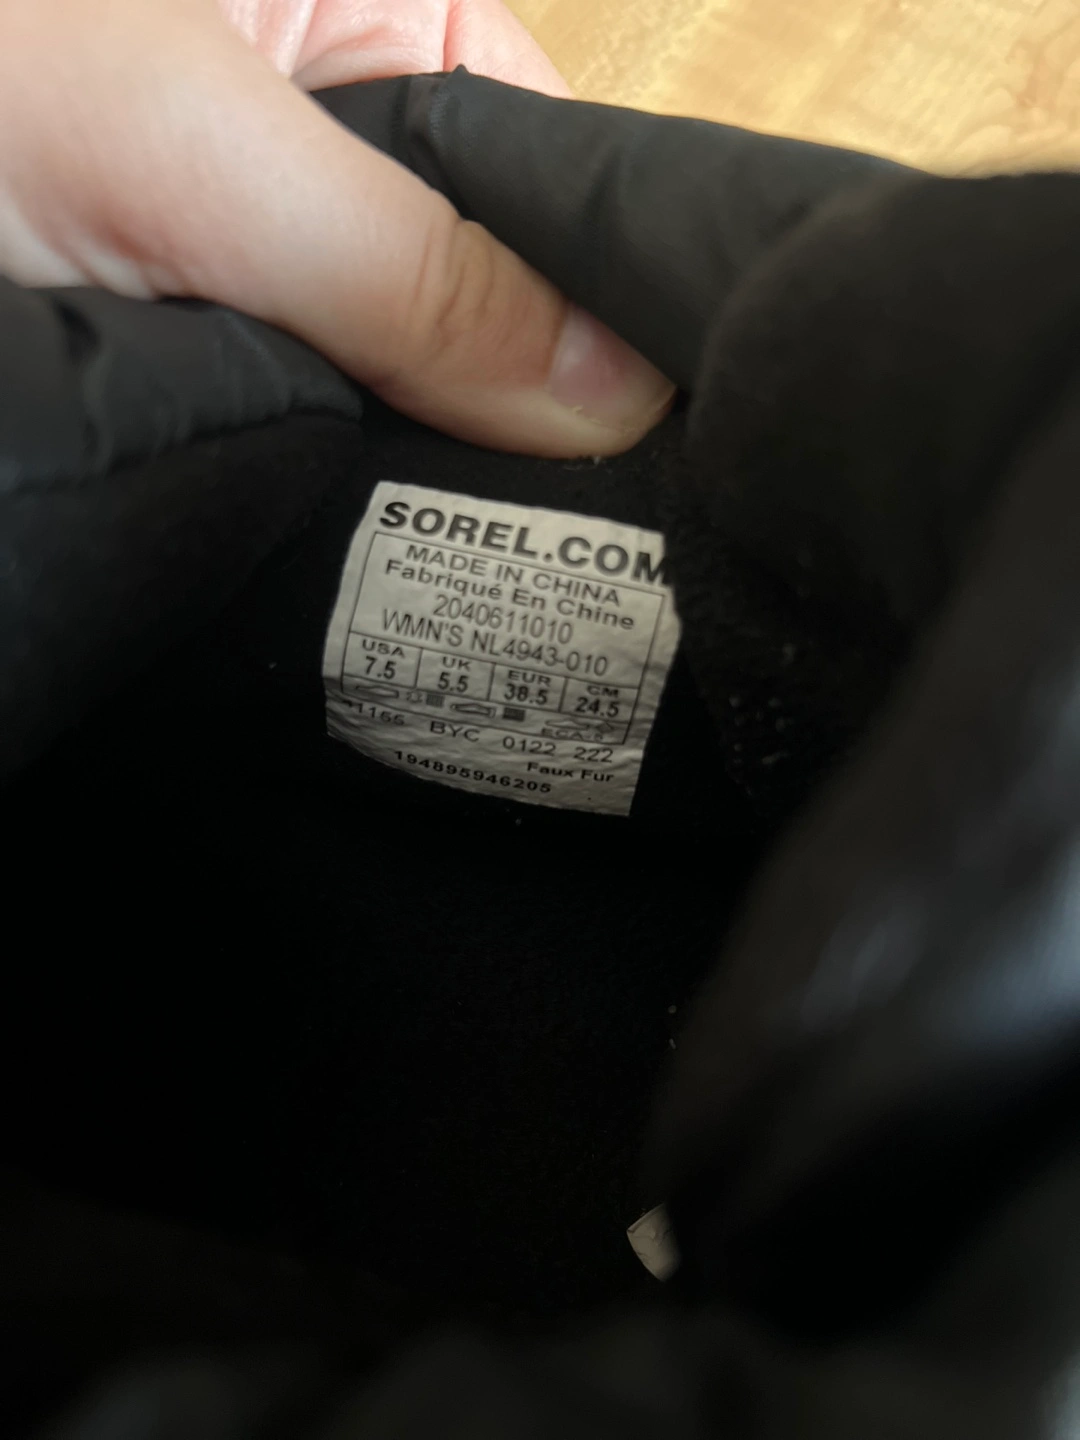 SOREL.COM
MADE IN CHINA
Fabriqué En Chine
2040611010
WMN'S NL4943-010
USA UK EUR CM
7.5 5.5 38.5 24.5
BYC 0122 222
Faux Fur
194895946205